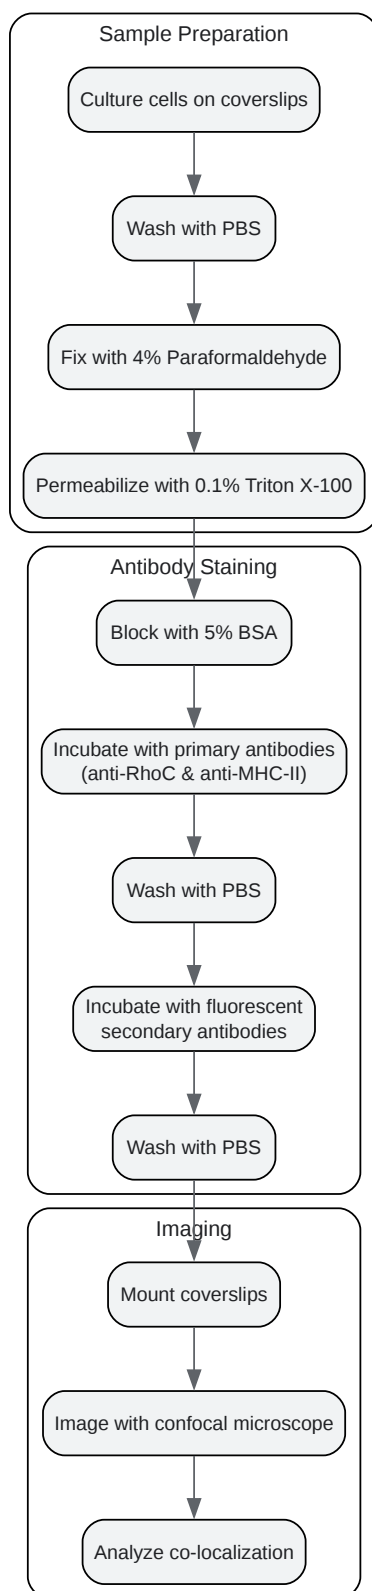 Sample Preparation
Culture cells on coverslips
Wash with PBS
Fix with 4% Paraformaldehyde
Permeabilize with 0.1% Triton X-100
Antibody Staining
Block with 5% BSA
Incubate with primary antibodies
(anti-RhoC & anti-MHC-II)
Wash with PBS
Incubate with fluorescent
secondary antibodies
Wash with PBS
Imaging
Mount coverslips
Image with confocal microscope
Analyze co-localization